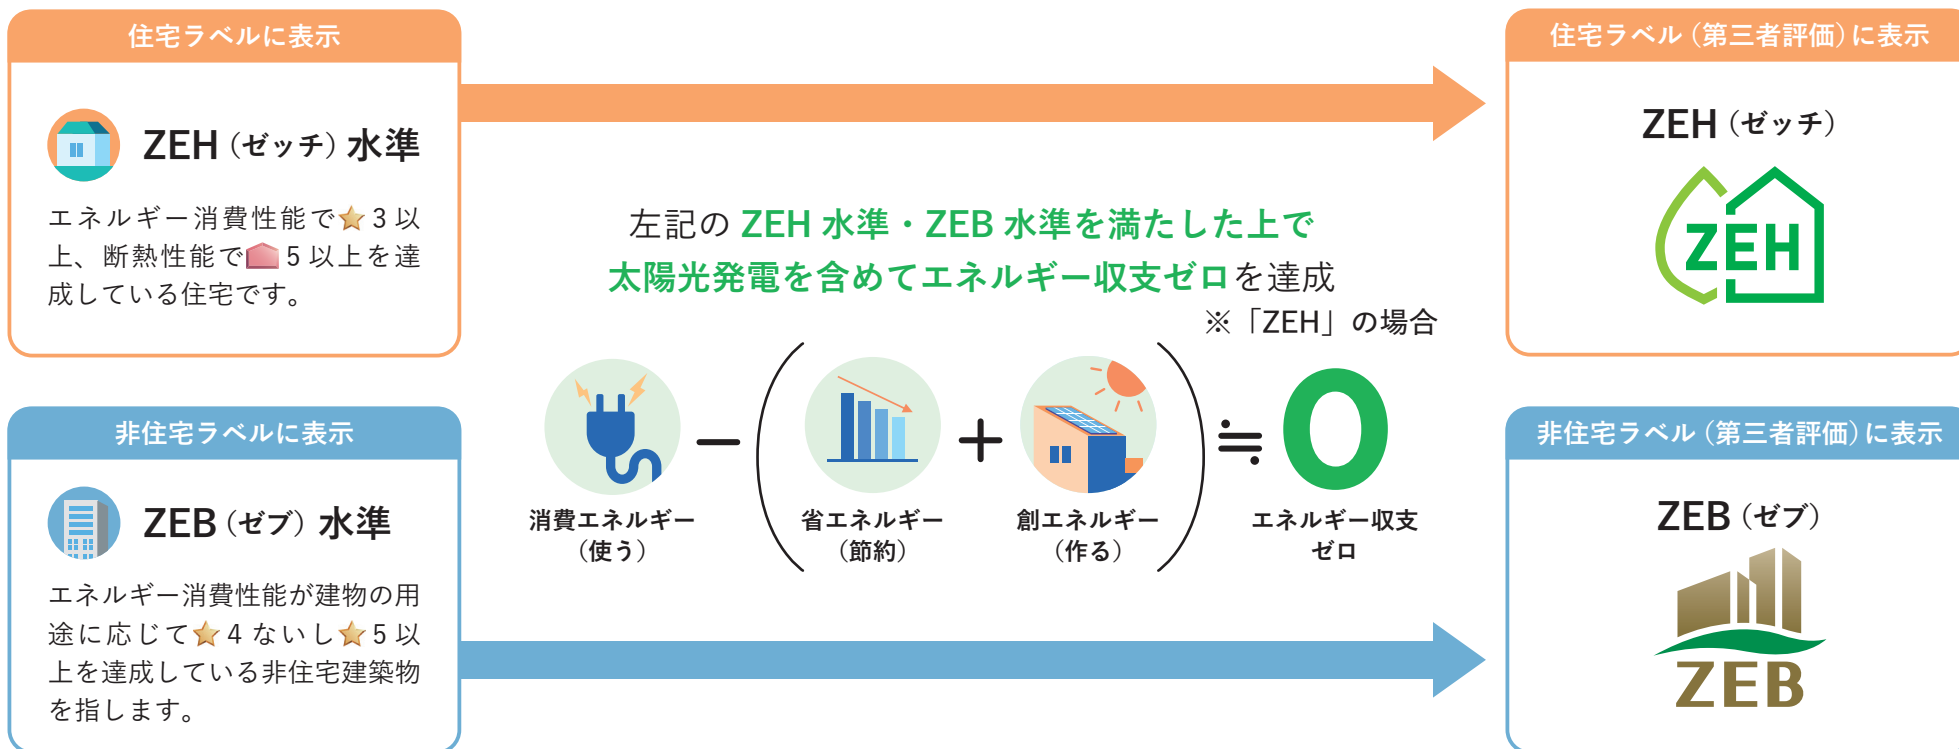 住宅ラベルに表示
ZEH（ゼッチ）水準
エネルギー消費性能で⭐3以
上、断熱性能で5以上を達
成している住宅です。
非住宅ラベルに表示
ZEB（ゼブ）水準
エネルギー消費性能が建物の用
途に応じて⭐4ないし⭐5以
上を達成している非住宅建築物
を指します。
左記の ZEH 水準・ZEB 水準を満たした上で
太陽光発電を含めてエネルギー収支ゼロを達成
※「ZEH」の場合
－（＋）≒0
消費エネルギー
（使う）
省エネルギー
（節約）
創エネルギー
（作る）
エネルギー収支
ゼロ
住宅ラベル（第三者評価）に表示
ZEH（ゼッチ）
ZEH
非住宅ラベル（第三者評価）に表示
ZEB（ゼブ）
ZEB